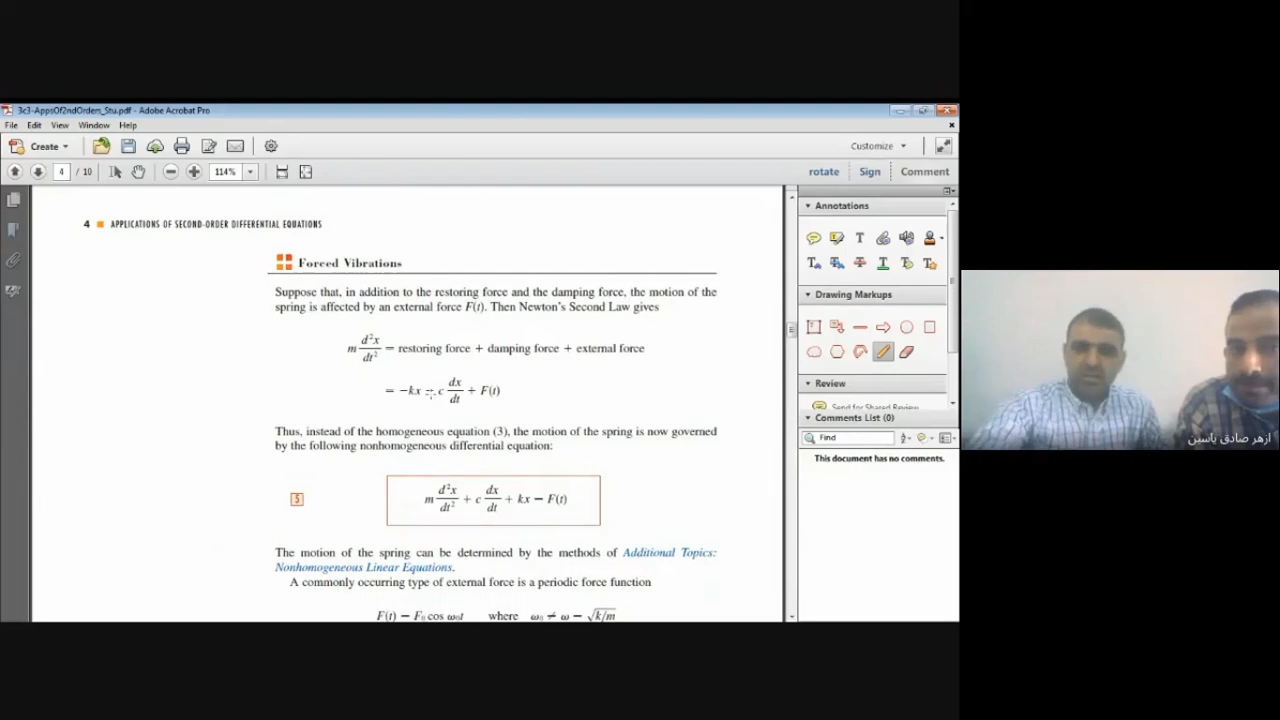 3c3-AppsOf2ndOrders_Stu.pdf - Adobe Acrobat Pro
File Edit View Window Help
Create Customize
4 / 10 114% rotate Sign Comment
4 APPLICATIONS OF SECOND-ORDER DIFFERENTIAL EQUATIONS
Forced Vibrations
Suppose that, in addition to the restoring force and the damping force, the motion of the
spring is affected by an external force F(t). Then Newton's Second Law gives
m d²x/dt² = restoring force + damping force + external force
= −kx − c dx/dt + F(t)
Thus, instead of the homogeneous equation (3), the motion of the spring is now governed
by the following nonhomogeneous differential equation:
5 m d²x/dt² + c dx/dt + kx = F(t)
The motion of the spring can be determined by the methods of Additional Topics:
Nonhomogeneous Linear Equations.
A commonly occurring type of external force is a periodic force function
F(t) = F₀ cos ω₀t where ω₀ ≠ ω = √k/m
Annotations
Drawing Markups
Review
Send for Shared Review
Comments List (0)
Find
This document has no comments.
ازهر صادق ياسين